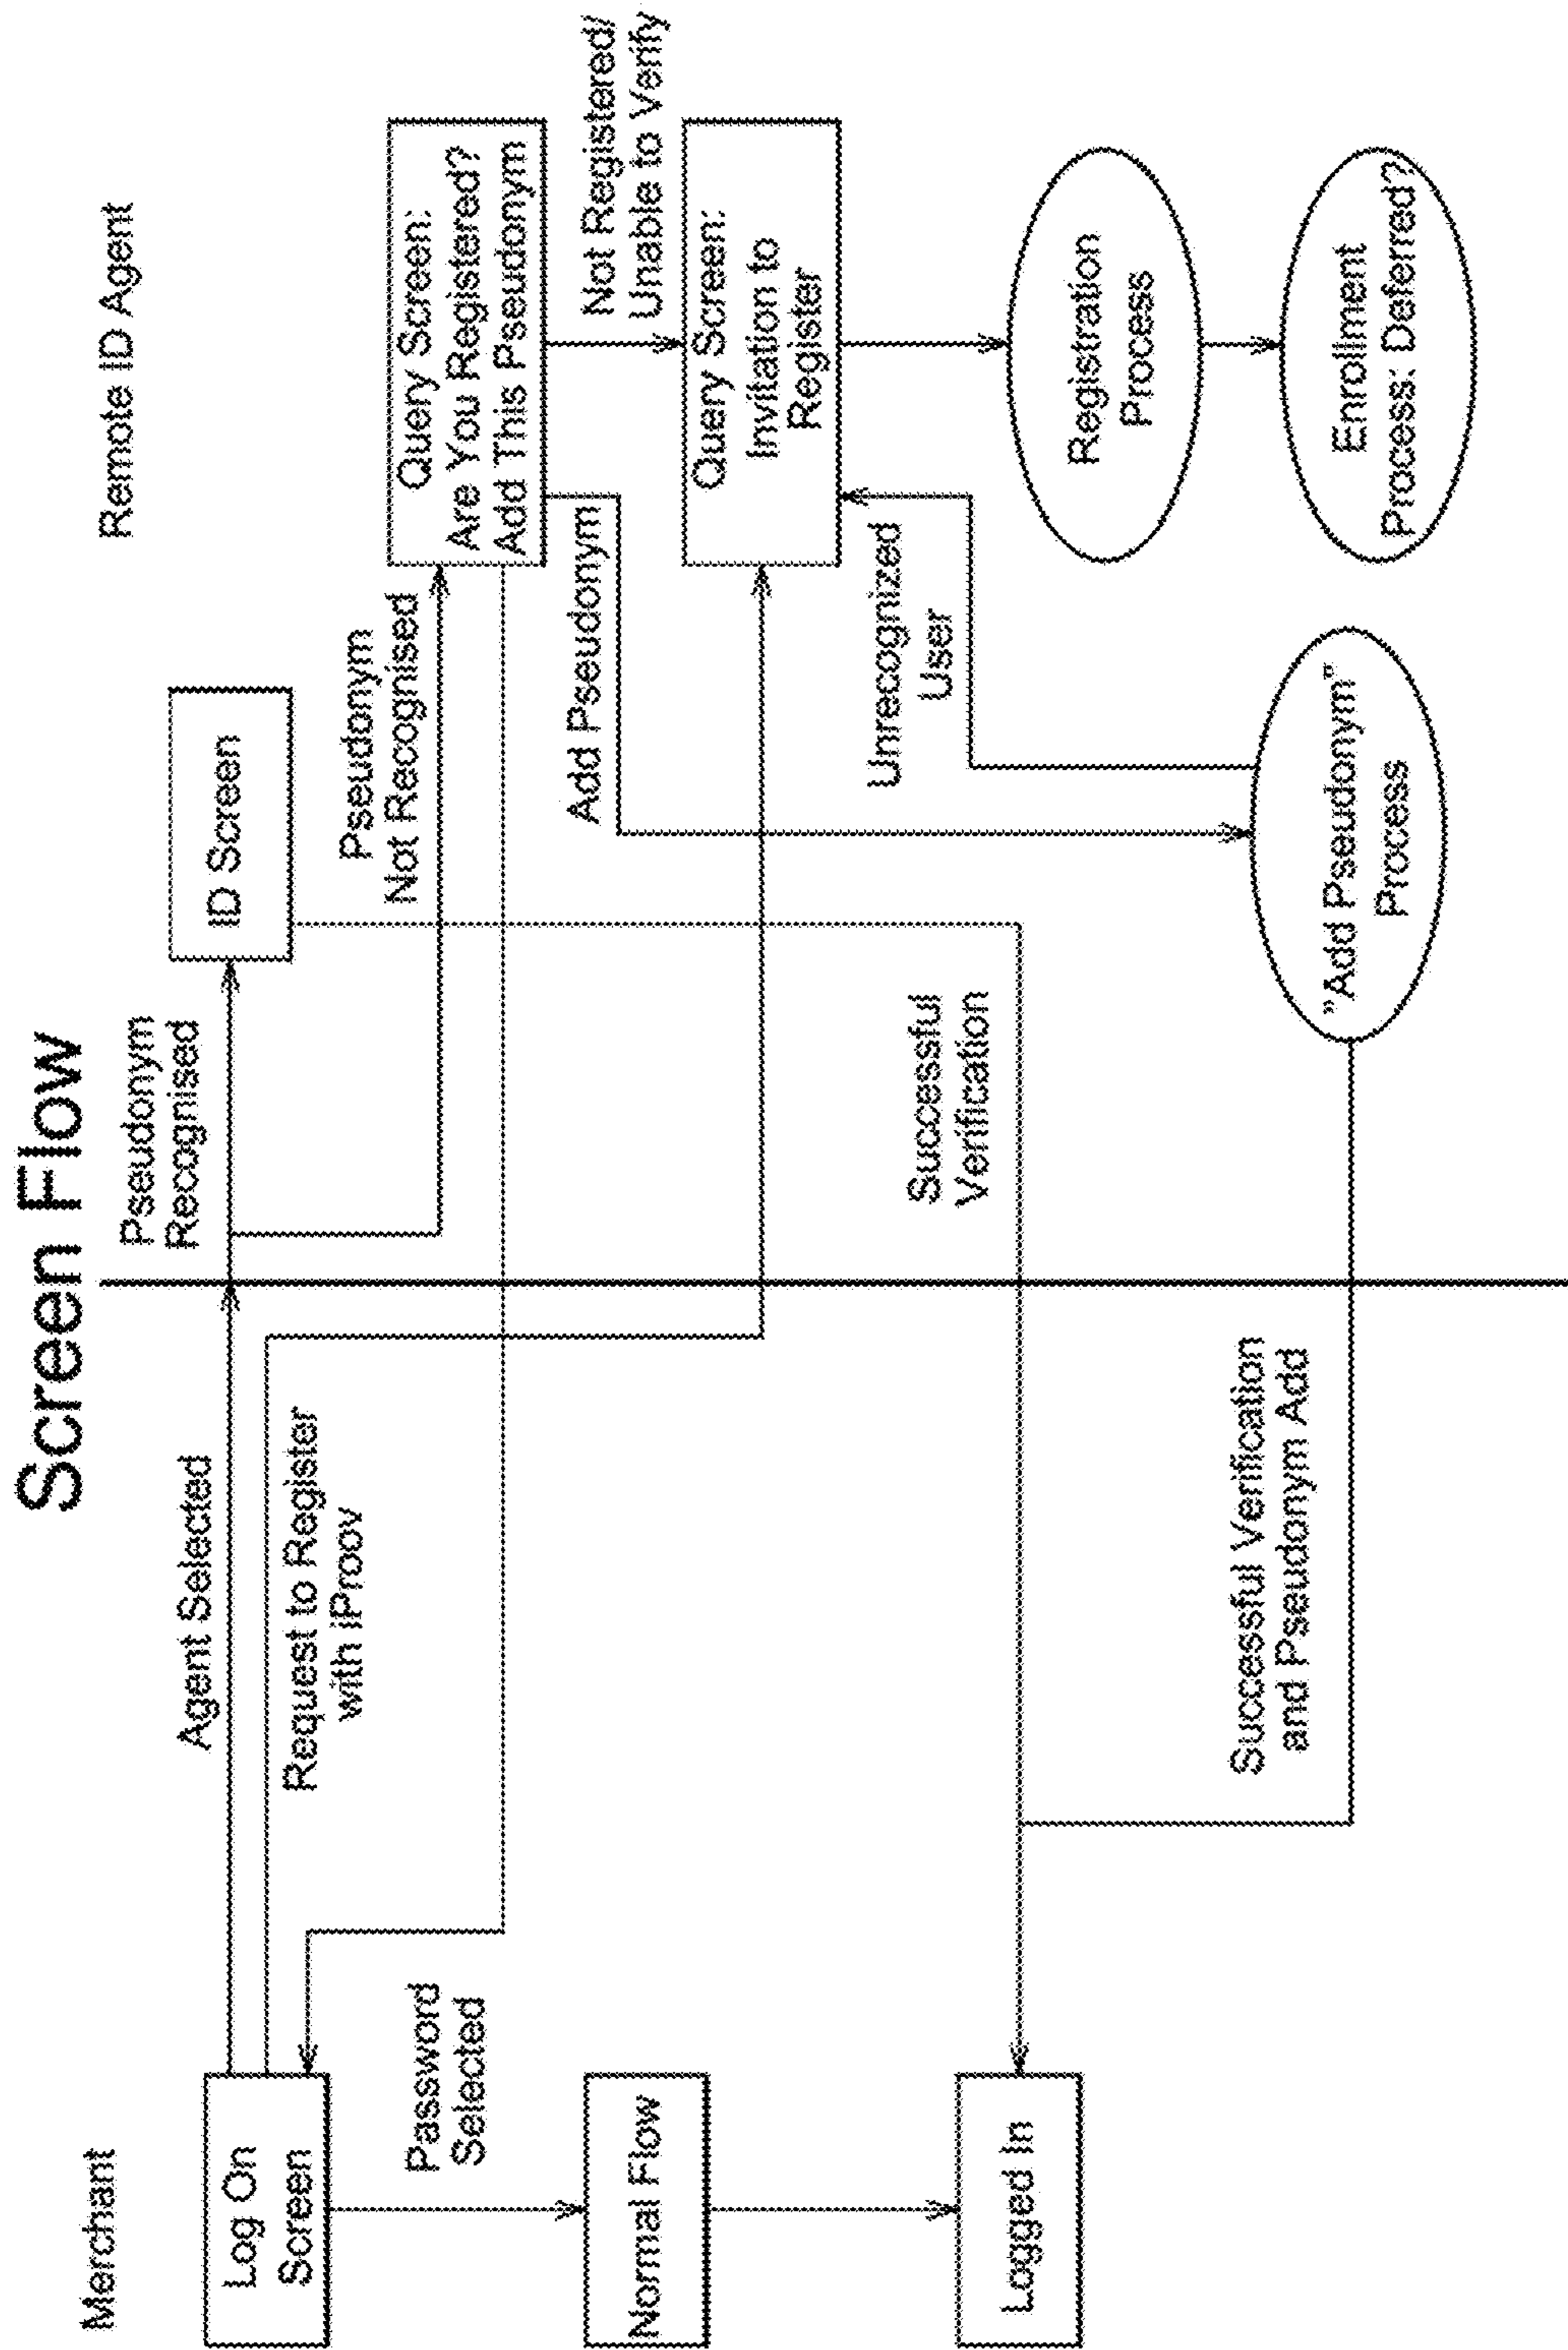 Screen Flow
Merchant
Remote ID Agent
Log On
Screen
Agent Selected
Pseudonym
Recognised
ID Screen
Request to Register
with iProov
Pseudonym
Not Recognised
Query Screen:
Are You Registered?
Add This Pseudonym
Password
Selected
Add Pseudonym
Not Registered/
Unable to Verify
Normal Flow
Query Screen:
Invitation to
Register
Successful
Verification
Unrecognized
User
Logged In
Registration
Process
Successful Verification
and Pseudonym Add
"Add Pseudonym"
Process
Enrollment
Process: Deferred?